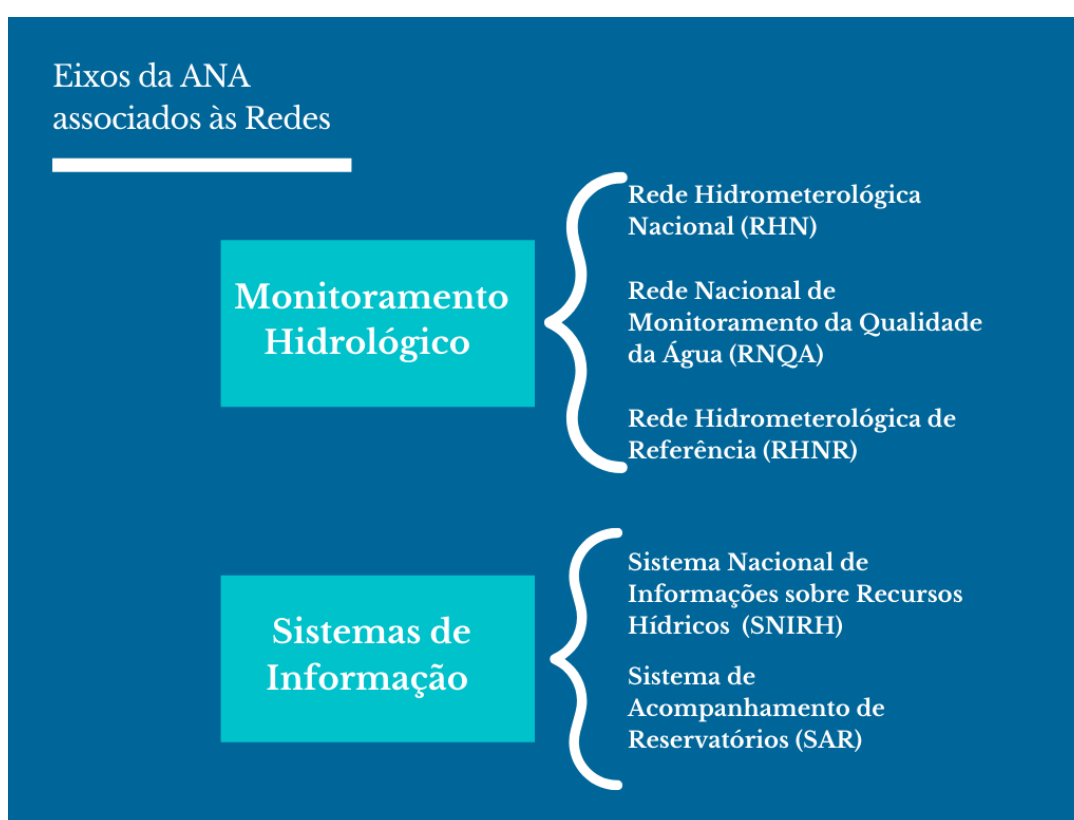 Eixos da ANA
associados às Redes
Monitoramento
Hidrológico
Rede Hidrometerológica
Nacional (RHN)
Rede Nacional de
Monitoramento da Qualidade
da Água (RNQA)
Rede Hidrometerológica de
Referência (RHNR)
Sistemas de
Informação
Sistema Nacional de
Informações sobre Recursos
Hídricos (SNIRH)
Sistema de
Acompanhamento de
Reservatórios (SAR)